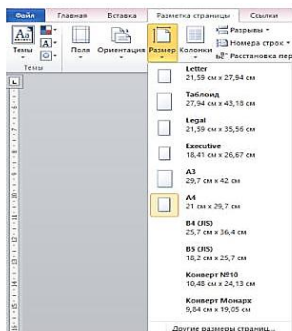 Файл Главная Вставка Разметка страницы Ссылки
Темы
Поля Ориентация Размер Колонки
Разрывы
Номера строк
Расстановка пер
Темы
Letter
21,59 см x 27,94 см
Таблоид
27,94 см x 43,18 см
Legal
21,59 см x 35,56 см
Executive
18,41 см x 26,67 см
A3
29,7 см x 42 см
A4
21 см x 29,7 см
B4 (JIS)
25,7 см x 36,4 см
B5 (JIS)
18,2 см x 25,7 см
Конверт №10
10,48 см x 24,13 см
Конверт Монарх
9,84 см x 19,05 см
Другие размеры страниц...